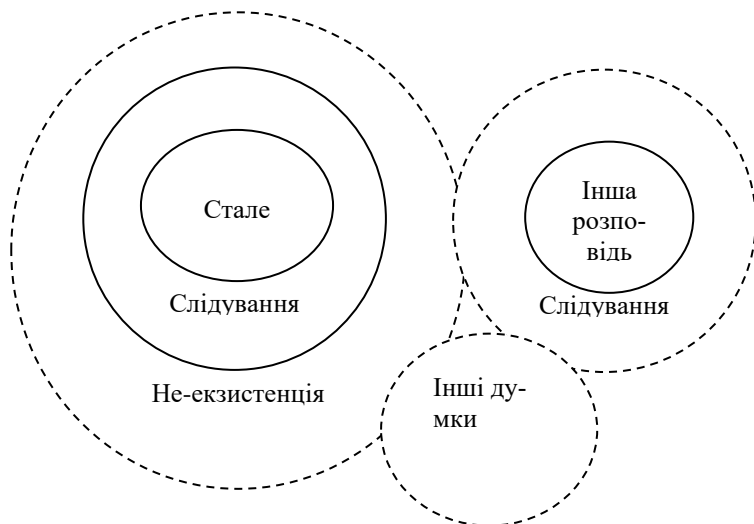 Стале
Слідування
Не-екзистенція
Інша
розпо-
відь
Слідування
Інші ду-
мки